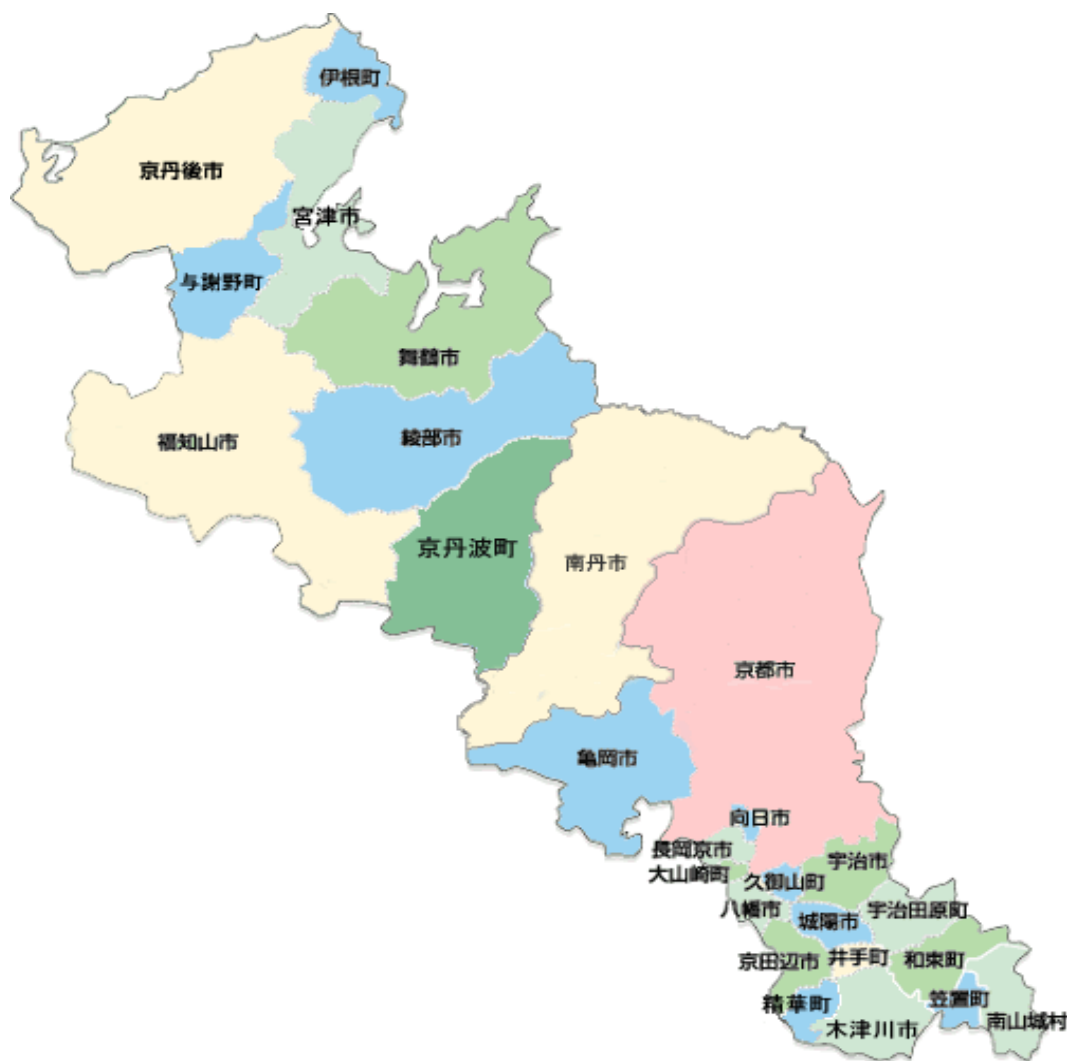 伊根町
京丹後市
宮津市
与謝野町
舞鶴市
綾部市
福知山市
京丹波町
南丹市
京都市
亀岡市
向日市
長岡京市
宇治市
大山崎町
久御山町
八幡市
宇治田原町
城陽市
井手町
京田辺市
和束町
精華町
笠置町
南山城村
木津川市